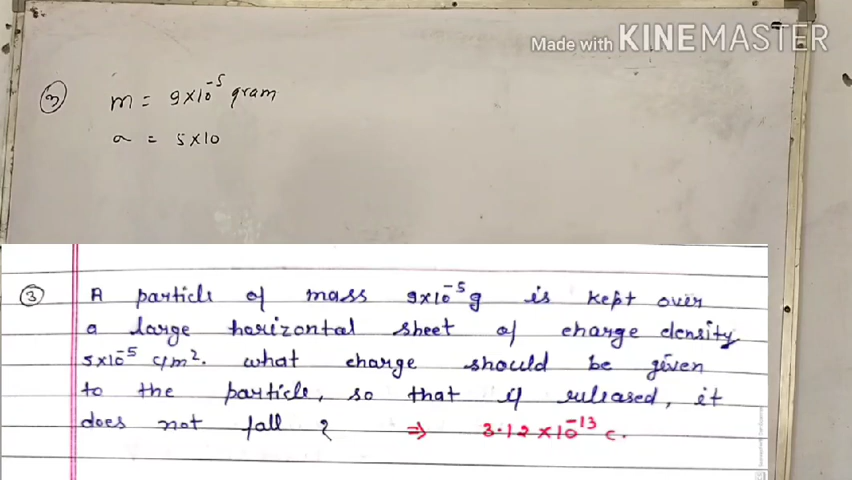 Made with KINEMASTER
③ m = 9×10⁻⁵ gram
σ = 5×10
③ A particle of mass 9×10⁻⁵g is kept over
a large horizontal sheet of charge density
5×10⁻⁵ c/m². what charge should be given
to the particle, so that if released, it
does not fall ? ⇒ 3.12×10⁻¹³ c.